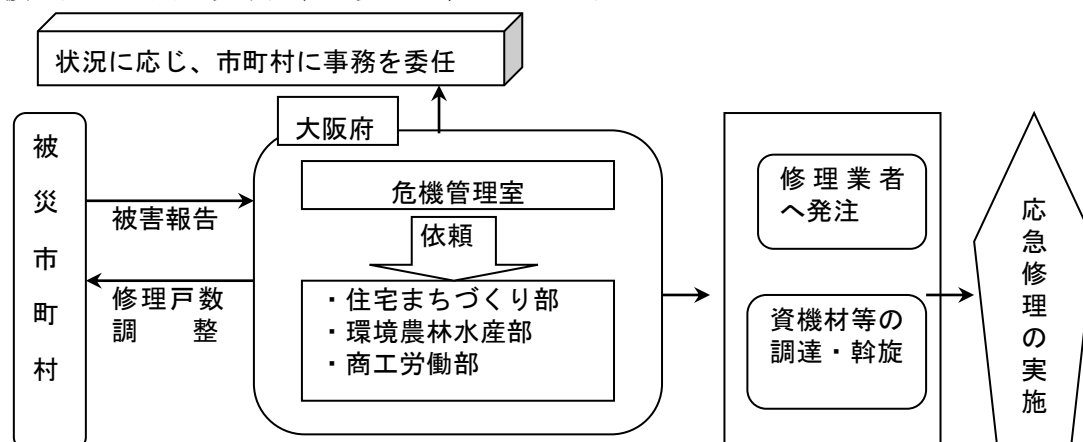 状況に応じ、市町村に事務を委任
大阪府
被災市町村
被害報告
修理戸数
調整
危機管理室
依頼
・住宅まちづくり部
・環境農林水産部
・商工労働部
修理業者
へ発注
資機材等の
調達・斡旋
応急修理の実施